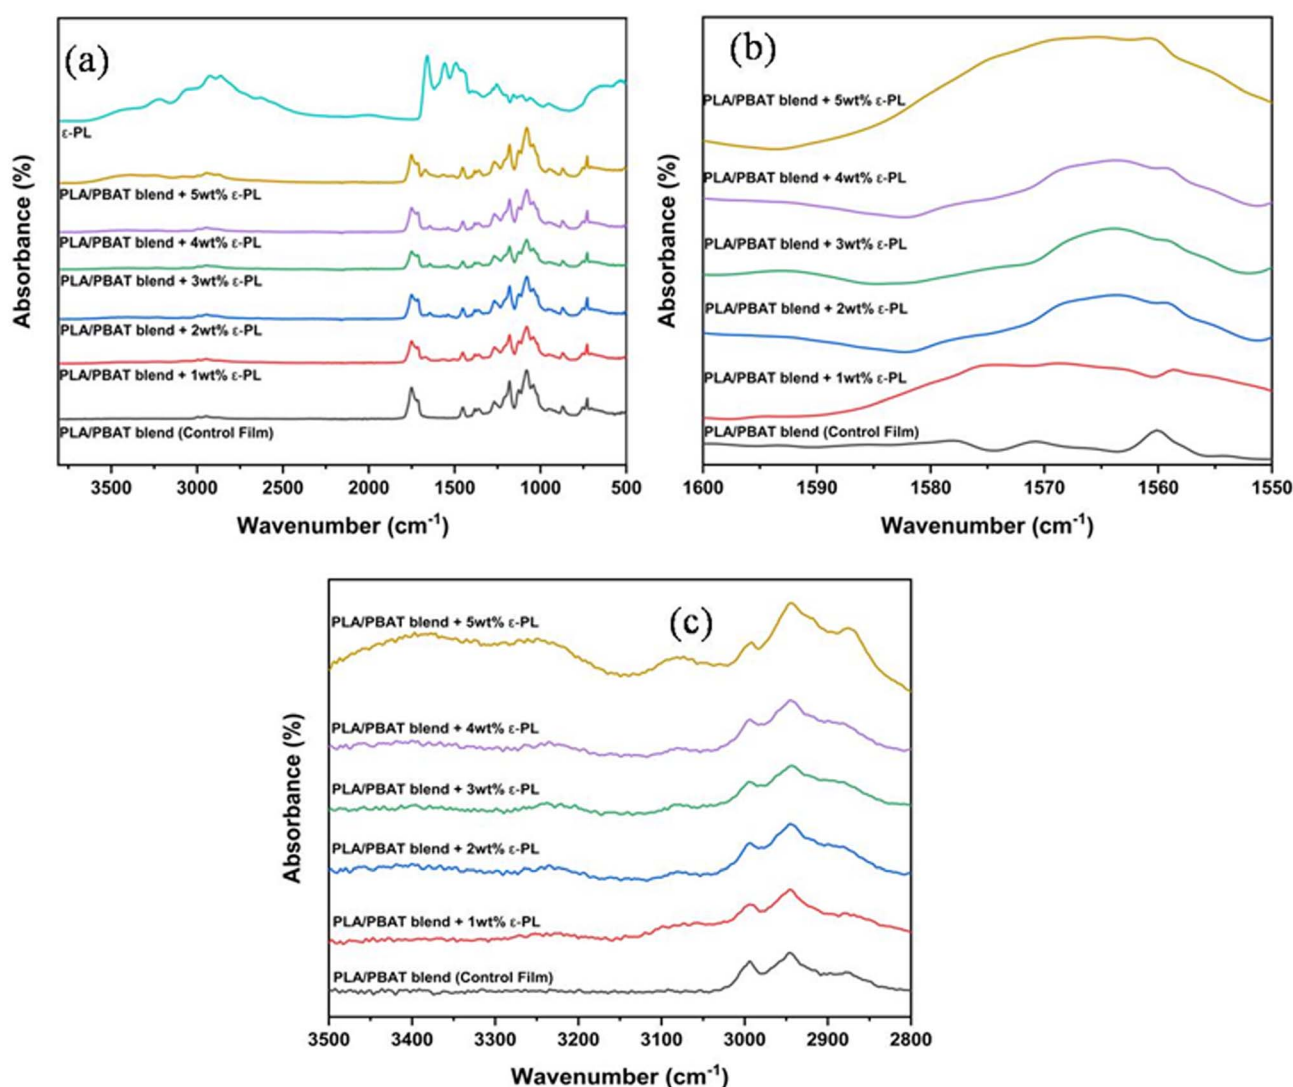 (a)
ε-PL
PLA/PBAT blend + 5wt% ε-PL
PLA/PBAT blend + 4wt% ε-PL
PLA/PBAT blend + 3wt% ε-PL
PLA/PBAT blend + 2wt% ε-PL
PLA/PBAT blend + 1wt% ε-PL
PLA/PBAT blend (Control Film)
Absorbance (%)
3500 3000 2500 2000 1500 1000 500
Wavenumber (cm-1)
(b)
PLA/PBAT blend + 5wt% ε-PL
PLA/PBAT blend + 4wt% ε-PL
PLA/PBAT blend + 3wt% ε-PL
PLA/PBAT blend + 2wt% ε-PL
PLA/PBAT blend + 1wt% ε-PL
PLA/PBAT blend (Control Film)
Absorbance (%)
1600 1590 1580 1570 1560 1550
Wavenumber (cm-1)
(c)
PLA/PBAT blend + 5wt% ε-PL
PLA/PBAT blend + 4wt% ε-PL
PLA/PBAT blend + 3wt% ε-PL
PLA/PBAT blend + 2wt% ε-PL
PLA/PBAT blend + 1wt% ε-PL
PLA/PBAT blend (Control Film)
Absorbance (%)
3500 3400 3300 3200 3100 3000 2900 2800
Wavenumber (cm-1)